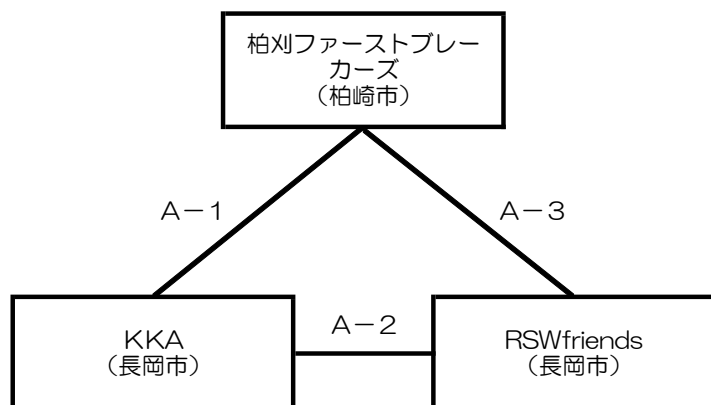 柏刈ファーストブレー
カーズ
（柏崎市）
A－1
A－3
KKA
（長岡市）
A－2
RSWfriends
（長岡市）